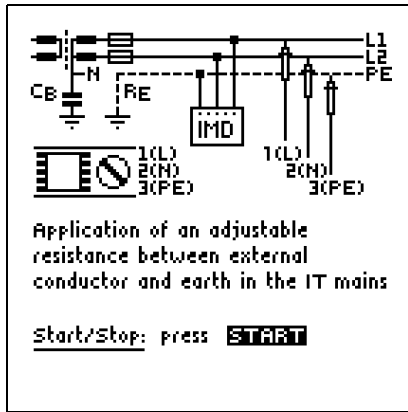 L1
L2
N
PE
CB
RE
IMD
1(L)
2(N)
3(PE)
1(L)
2(N)
3(PE)
Application of an adjustable
resistance between external
conductor and earth in the IT mains
Start/Stop: press START